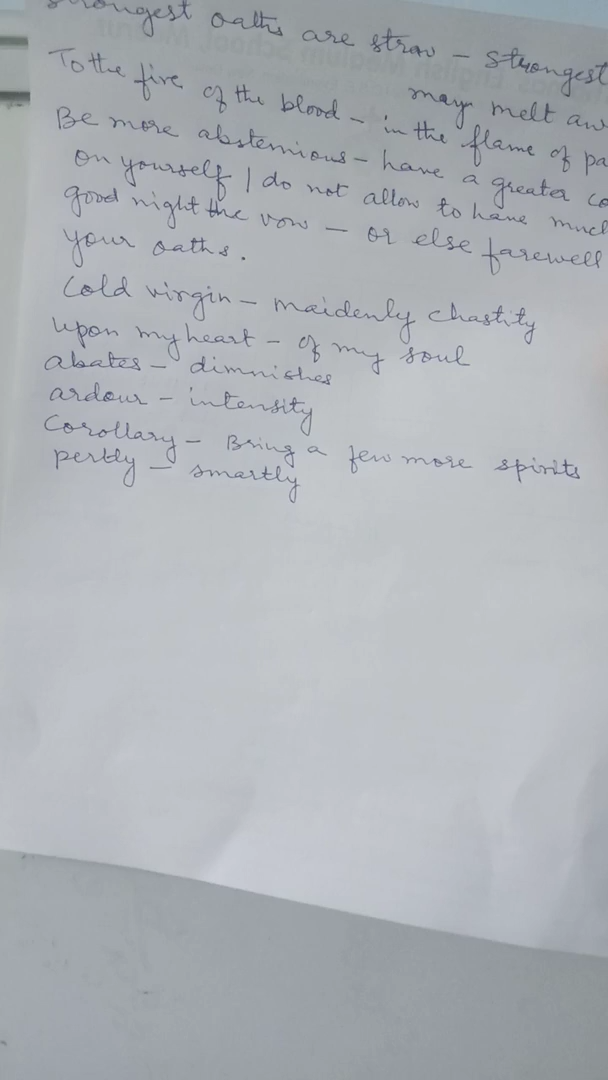 strongest oaths are straw - strongest
may melt aw
To the fire of the blood - in the flame of pa
Be more abstemious - have a greater co
on yourself I do not allow to have much
good night the vow - or else farewell
your oaths.
Cold virgin - maidenly chastity
upon my heart - of my soul
abates - dimnishes
ardour - intensity
Corollary - Bring a few more spirits
pertly - smartly